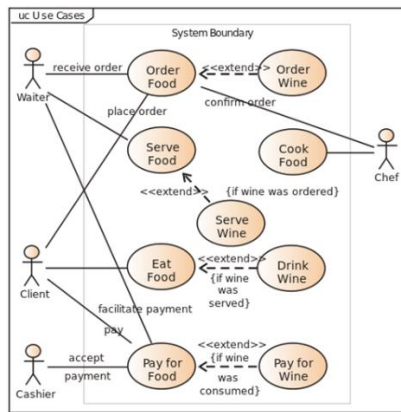 uc Use Cases
System Boundary
receive order
Order
Food
<<extend>>
Order
Wine
Waiter
place order
confirm order
Serve
Food
Cook
Food
Chef
<<extend>>
{if wine was ordered}
Serve
Wine
Eat
Food
<<extend>>
{if wine
was
served}
Drink
Wine
Client
facilitate payment
pay
<<extend>>
{if wine
was
consumed}
accept
payment
Pay for
Food
Pay for
Wine
Cashier